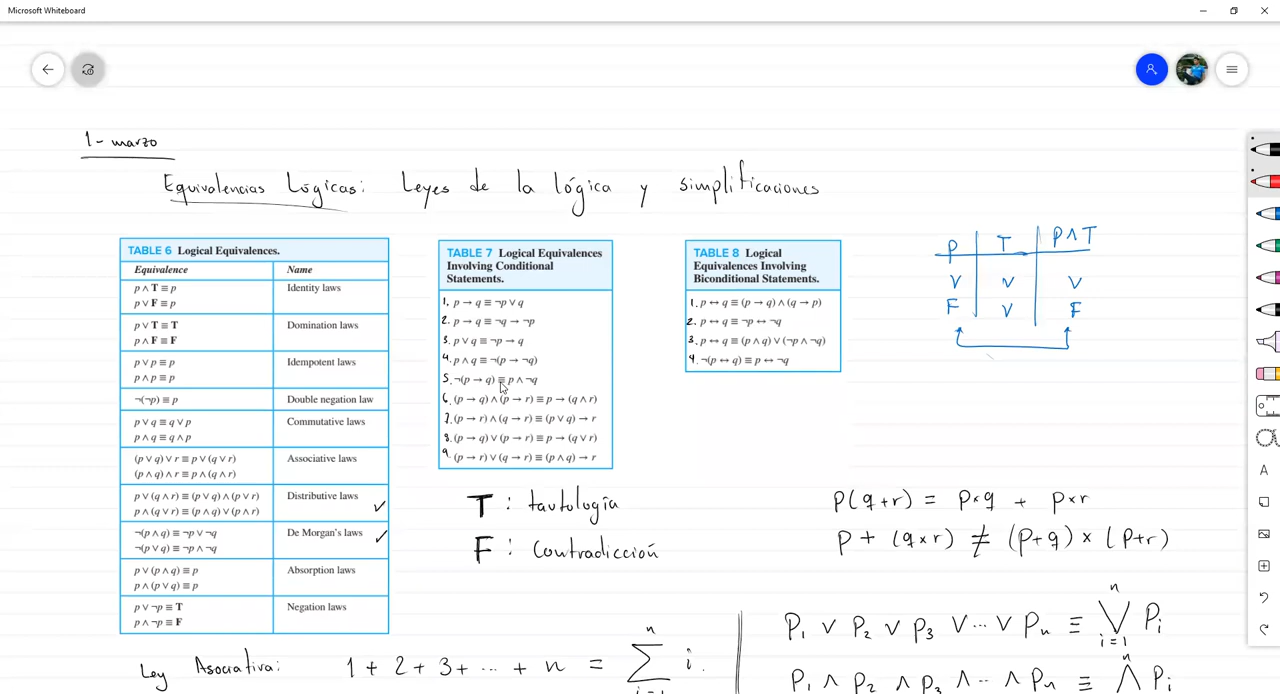 Microsoft Whiteboard
1- marzo
Equivalencias Lógicas: Leyes de la lógica y simplificaciones
TABLE 6 Logical Equivalences.
Equivalence Name
p ∧ T ≡ p Identity laws
p ∨ F ≡ p
p ∨ T ≡ T Domination laws
p ∧ F ≡ F
p ∨ p ≡ p Idempotent laws
p ∧ p ≡ p
¬(¬p) ≡ p Double negation law
p ∨ q ≡ q ∨ p Commutative laws
p ∧ q ≡ q ∧ p
(p ∨ q) ∨ r ≡ p ∨ (q ∨ r) Associative laws
(p ∧ q) ∧ r ≡ p ∧ (q ∧ r)
p ∨ (q ∧ r) ≡ (p ∨ q) ∧ (p ∨ r) Distributive laws ✓
p ∧ (q ∨ r) ≡ (p ∧ q) ∨ (p ∧ r)
¬(p ∧ q) ≡ ¬p ∨ ¬q De Morgan's laws ✓
¬(p ∨ q) ≡ ¬p ∧ ¬q
p ∨ (p ∧ q) ≡ p Absorption laws
p ∧ (p ∨ q) ≡ p
p ∨ ¬p ≡ T Negation laws
p ∧ ¬p ≡ F
TABLE 7 Logical Equivalences
Involving Conditional
Statements.
1. p → q ≡ ¬p ∨ q
2. p → q ≡ ¬q → ¬p
3. p ∨ q ≡ ¬p → q
4. p ∧ q ≡ ¬(p → ¬q)
5. ¬(p → q) ≡ p ∧ ¬q
6. (p → q) ∧ (p → r) ≡ p → (q ∧ r)
7. (p → r) ∧ (q → r) ≡ (p ∨ q) → r
8. (p → q) ∨ (p → r) ≡ p → (q ∨ r)
9. (p → r) ∨ (q → r) ≡ (p ∧ q) → r
TABLE 8 Logical
Equivalences Involving
Biconditional Statements.
1. p ↔ q ≡ (p → q) ∧ (q → p)
2. p ↔ q ≡ ¬p ↔ ¬q
3. p ↔ q ≡ (p ∧ q) ∨ (¬p ∧ ¬q)
4. ¬(p ↔ q) ≡ p ↔ ¬q
P T P ∧ T
V V V
F V F
T : tautología
F : Contradicción
p(q+r) = p×q + p×r
p + (q×r) ≠ (p+q) × (p+r)
Ley Asociativa: 1 + 2 + 3 + ... + n = ∑ i=1 n i.
P1 ∨ P2 ∨ P3 ∨ ... ∨ Pn ≡ ⋁ i=1 n Pi
P1 ∧ P2 ∧ P3 ∧ .. ∧ Pn ≡ ⋀ n Pi
A